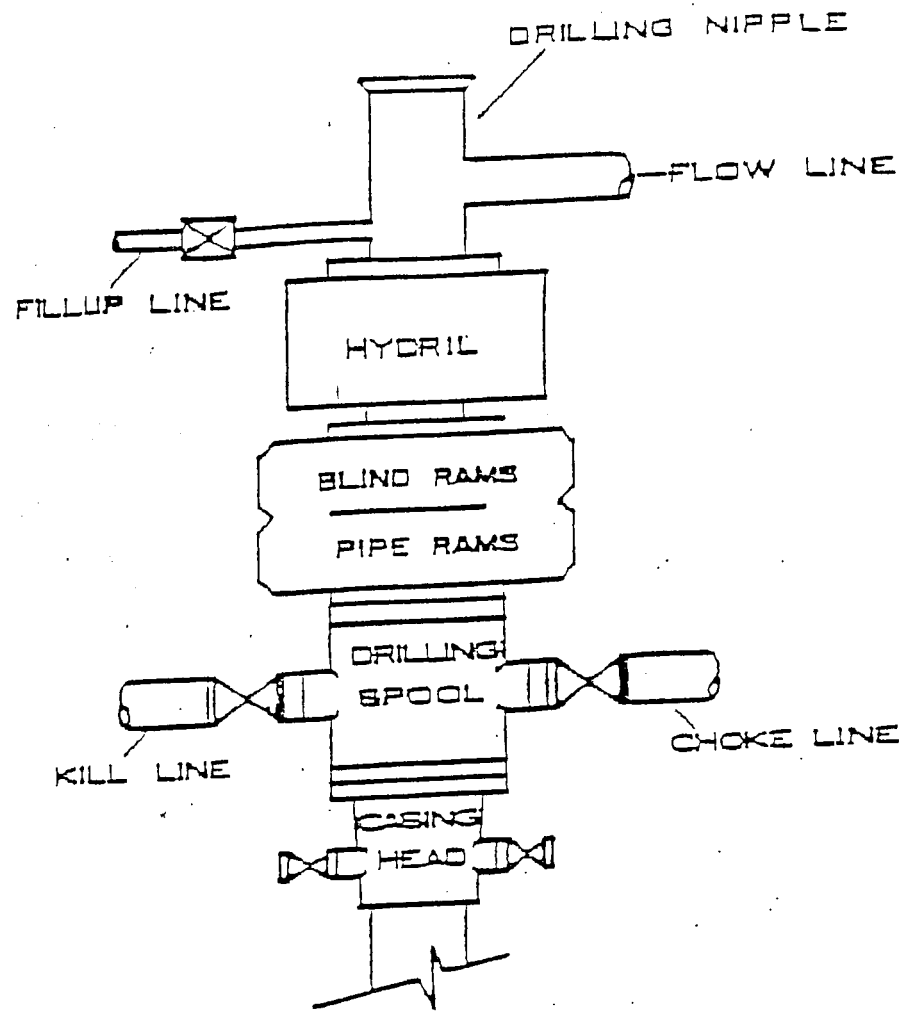 DRILLING NIPPLE
FLOW LINE
FILLUP LINE
HYDRIL
BLIND RAMS
PIPE RAMS
DRILLING
SPOOL
CHOKE LINE
KILL LINE
CASING
HEAD